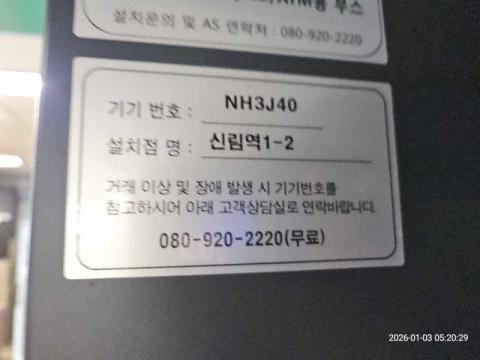 /ATM용 부스
설치문의 및 AS 연락처 : 080-920-2220
기기 번호 : NH3J40
설치점 명 : 신림역1-2
거래 이상 및 장애 발생 시 기기번호를
참고하시어 아래 고객상담실로 연락바랍니다.
080-920-2220(무료)
2026-01-03 05:20:29